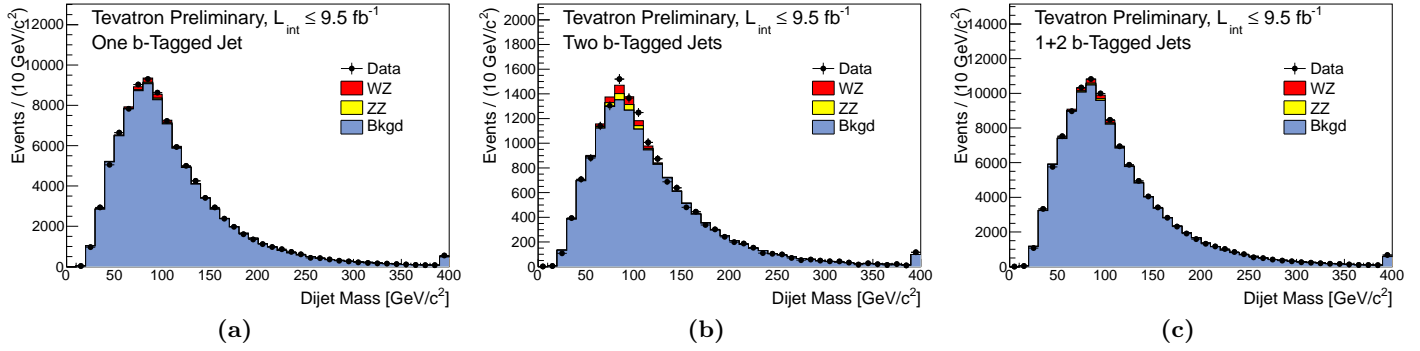 Tevatron Preliminary, L_int ≤ 9.5 fb⁻¹
One b-Tagged Jet
Events / (10 GeV/c²)
12000
10000
8000
6000
4000
2000
0
Data
WZ
ZZ
Bkgd
0 50 100 150 200 250 300 350 400
Dijet Mass [GeV/c²]
(a)
Tevatron Preliminary, L_int ≤ 9.5 fb⁻¹
Two b-Tagged Jets
Events / (10 GeV/c²)
2000
1800
1600
1400
1200
1000
800
600
400
200
0
Data
WZ
ZZ
Bkgd
0 50 100 150 200 250 300 350 400
Dijet Mass [GeV/c²]
(b)
Tevatron Preliminary, L_int ≤ 9.5 fb⁻¹
1+2 b-Tagged Jets
Events / (10 GeV/c²)
14000
12000
10000
8000
6000
4000
2000
0
Data
WZ
ZZ
Bkgd
0 50 100 150 200 250 300 350 400
Dijet Mass [GeV/c²]
(c)